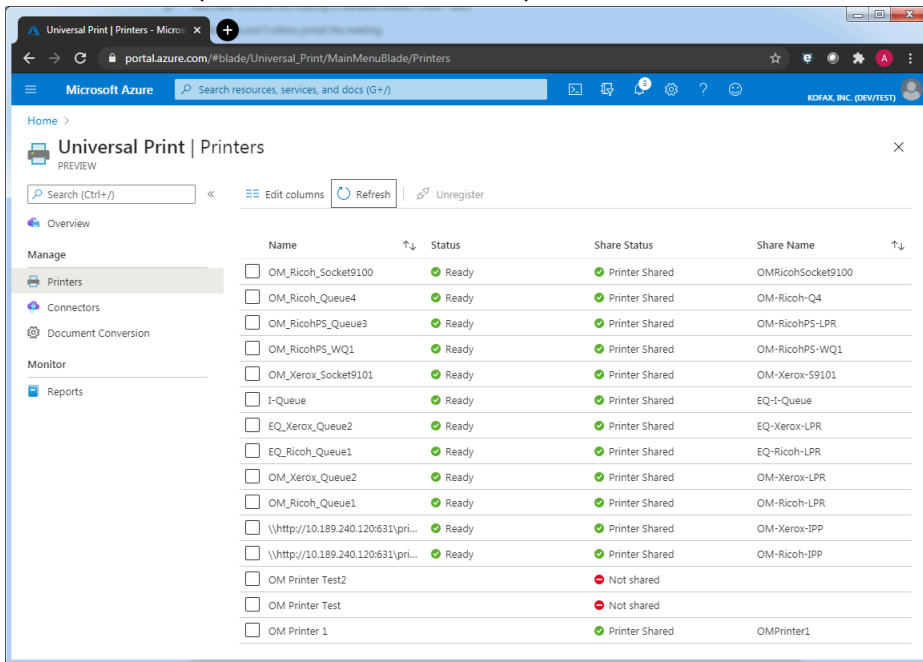 Universal Print | Printers - Micros
portal.azure.com/#blade/Universal_Print/MainMenuBlade/Printers
A
Microsoft Azure
Search resources, services, and docs (G+/)
3
KOFAX, INC. (DEV/TEST)
Home >
Universal Print | Printers
PREVIEW
Search (Ctrl+/)
Edit columns
Refresh
Unregister
Overview
Manage
Printers
Connectors
Document Conversion
Monitor
Reports
Name Status Share Status Share Name
OM_Ricoh_Socket9100 Ready Printer Shared OMRicohSocket9100
OM_Ricoh_Queue4 Ready Printer Shared OM-Ricoh-Q4
OM_RicohPS_Queue3 Ready Printer Shared OM-RicohPS-LPR
OM_RicohPS_WQ1 Ready Printer Shared OM-RicohPS-WQ1
OM_Xerox_Socket9101 Ready Printer Shared OM-Xerox-S9101
I-Queue Ready Printer Shared EQ-I-Queue
EQ_Xerox_Queue2 Ready Printer Shared EQ-Xerox-LPR
EQ_Ricoh_Queue1 Ready Printer Shared EQ-Ricoh-LPR
OM_Xerox_Queue2 Ready Printer Shared OM-Xerox-LPR
OM_Ricoh_Queue1 Ready Printer Shared OM-Ricoh-LPR
\\http://10.189.240.120:631\pri... Ready Printer Shared OM-Xerox-IPP
\\http://10.189.240.120:631\pri... Ready Printer Shared OM-Ricoh-IPP
OM Printer Test2 Not shared
OM Printer Test Not shared
OM Printer 1 Printer Shared OMPrinter1